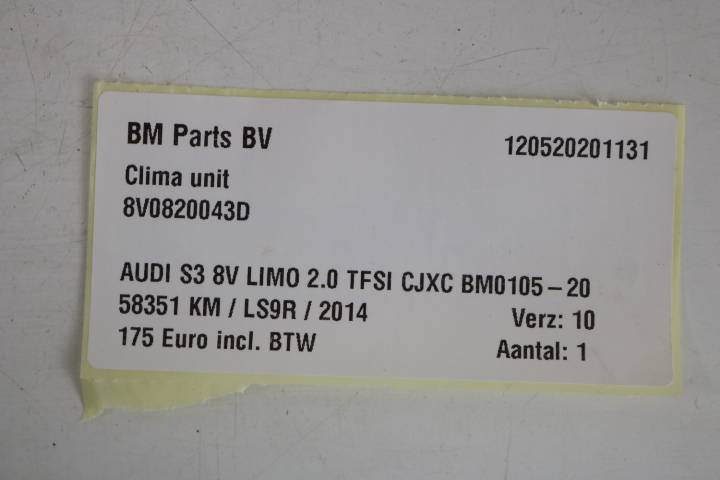 BM Parts BV
120520201131
Clima unit
8V0820043D
AUDI S3 8V LIMO 2.0 TFSI CJXC BM0105-20
58351 KM / LS9R / 2014
Verz: 10
175 Euro incl. BTW
Aantal: 1